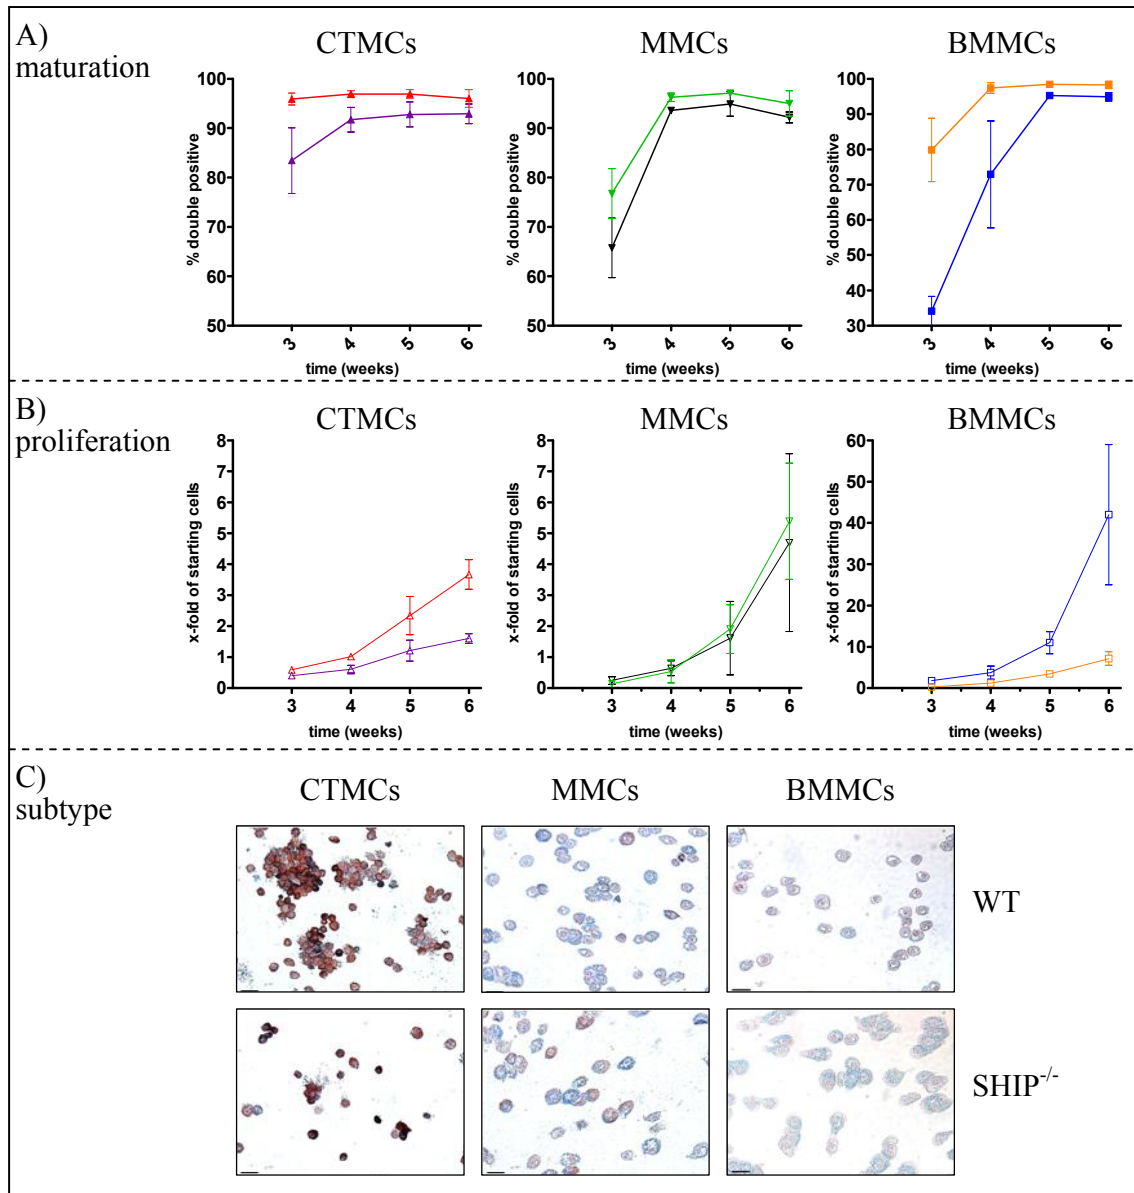 A)
maturation
CTMCs
MMCs
BMMCs
% double positive
100
90
80
70
60
50
3
4
5
6
time (weeks)
% double positive
100
90
80
70
60
50
3
4
5
6
time (weeks)
% double positive
100
90
80
70
60
50
40
30
3
4
5
6
time (weeks)
B)
proliferation
CTMCs
MMCs
BMMCs
x-fold of starting cells
8
7
6
5
4
3
2
1
0
3
4
5
6
time (weeks)
x-fold of starting cells
8
7
6
5
4
3
2
1
0
3
4
5
6
time (weeks)
x-fold of starting cells
60
50
40
30
20
10
0
3
4
5
6
time (weeks)
C)
subtype
CTMCs
MMCs
BMMCs
WT
SHIP-/-